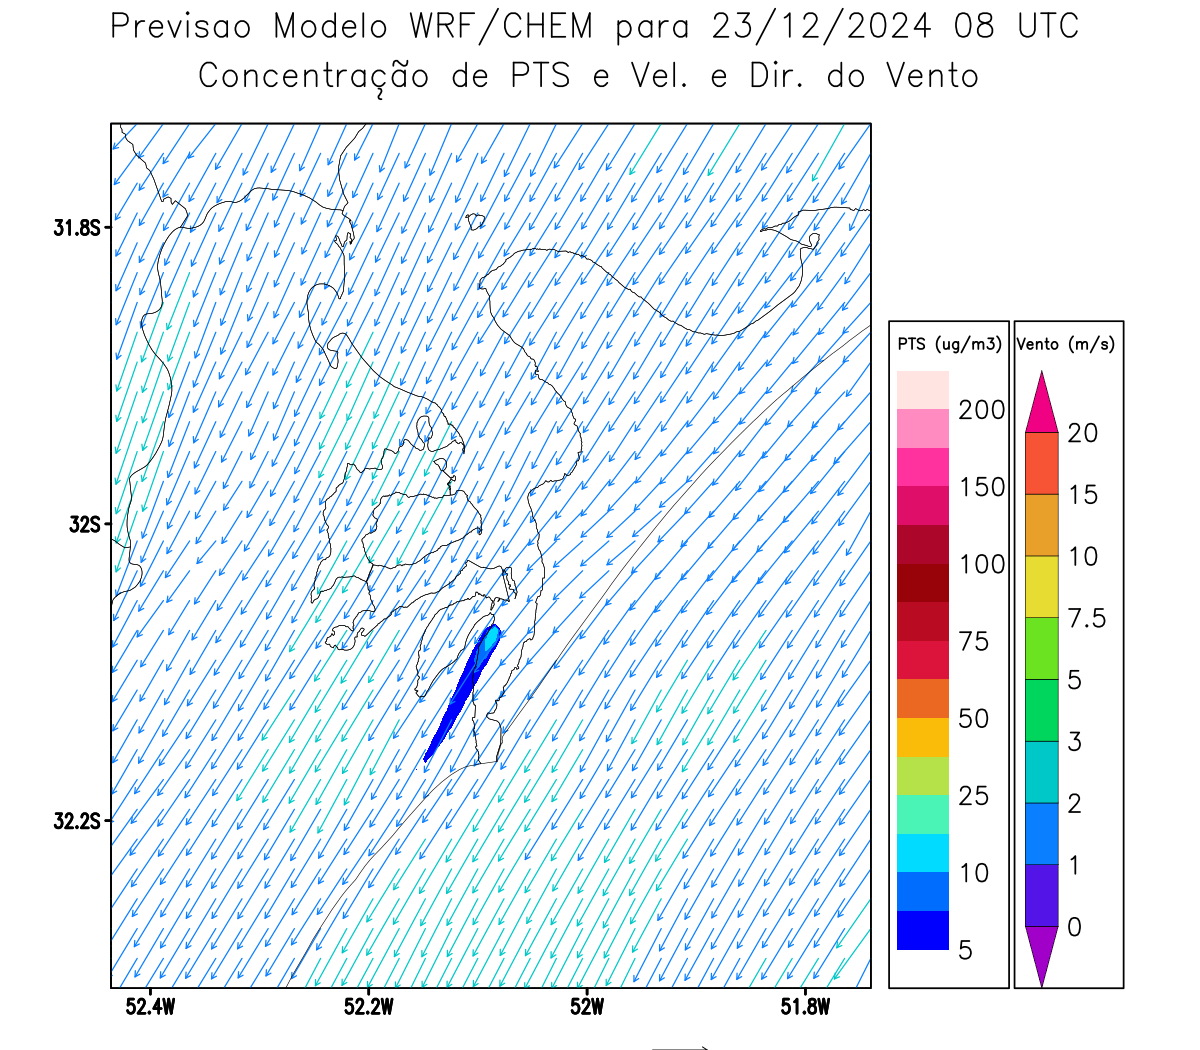 Previsao Modelo WRF/CHEM para 23/12/2024 08 UTC
Concentração de PTS e Vel. e Dir. do Vento
31.8S
32S
32.2S
52.4W
52.2W
52W
51.8W
PTS (ug/m3)
200
150
100
75
50
25
10
5
Vento (m/s)
20
15
10
7.5
5
3
2
1
0